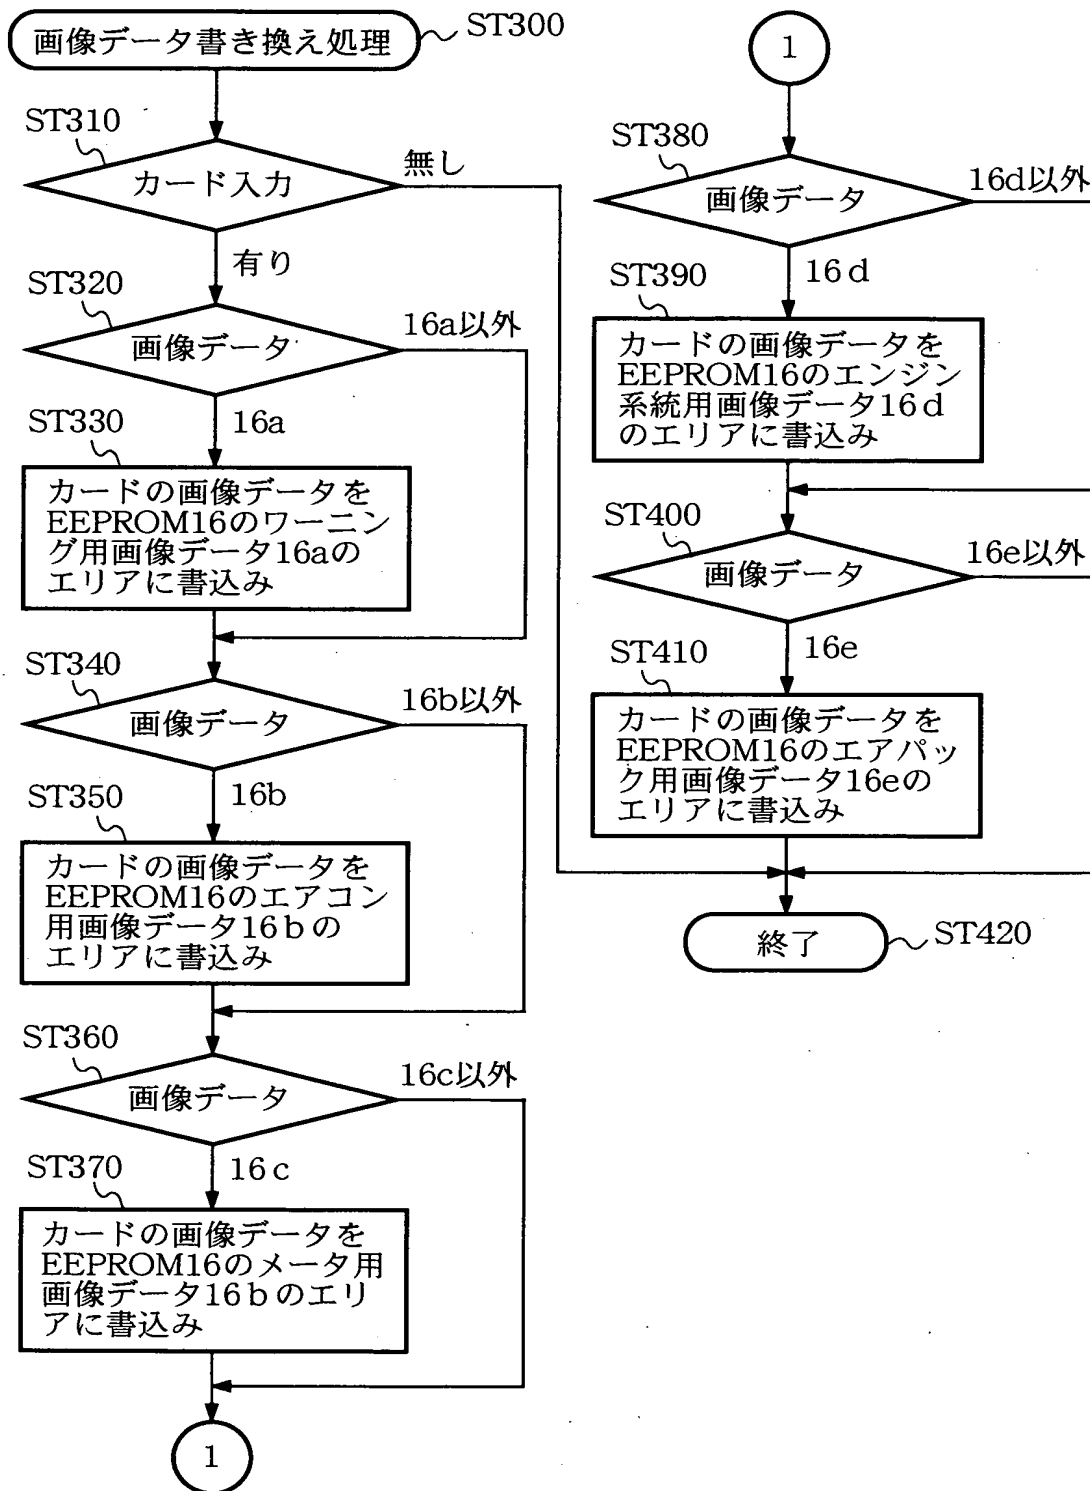 画像データ書き換え処理
ST300
ST310
カード入力
無し
有り
ST320
画像データ
16a以外
16a
ST330
カードの画像データを
EEPROM16のワーニン
グ用画像データ16aの
エリアに書込み
ST340
画像データ
16b以外
16b
ST350
カードの画像データを
EEPROM16のエアコン
用画像データ16bの
エリアに書込み
ST360
画像データ
16c以外
16c
ST370
カードの画像データを
EEPROM16のメータ用
画像データ16bのエリ
アに書込み
1
1
ST380
画像データ
16d以外
16d
ST390
カードの画像データを
EEPROM16のエンジン
系統用画像データ16d
のエリアに書込み
ST400
画像データ
16e以外
16e
ST410
カードの画像データを
EEPROM16のエアパッ
ク用画像データ16eの
エリアに書込み
終了
ST420